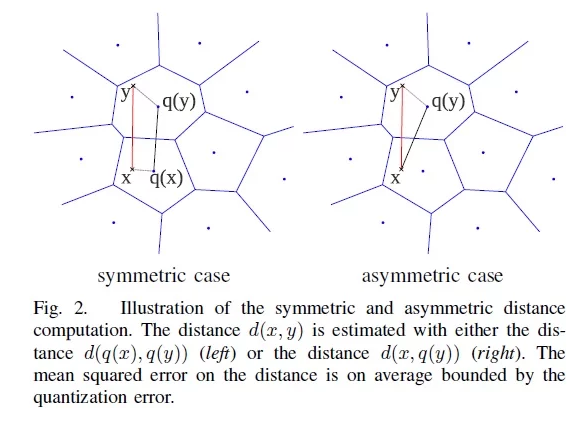 y
q(y)
x
q(x)
y
q(y)
x
symmetric case
asymmetric case
Fig. 2. Illustration of the symmetric and asymmetric distance
computation. The distance d(x, y) is estimated with either the dis-
tance d(q(x), q(y)) (left) or the distance d(x, q(y)) (right). The
mean squared error on the distance is on average bounded by the
quantization error.